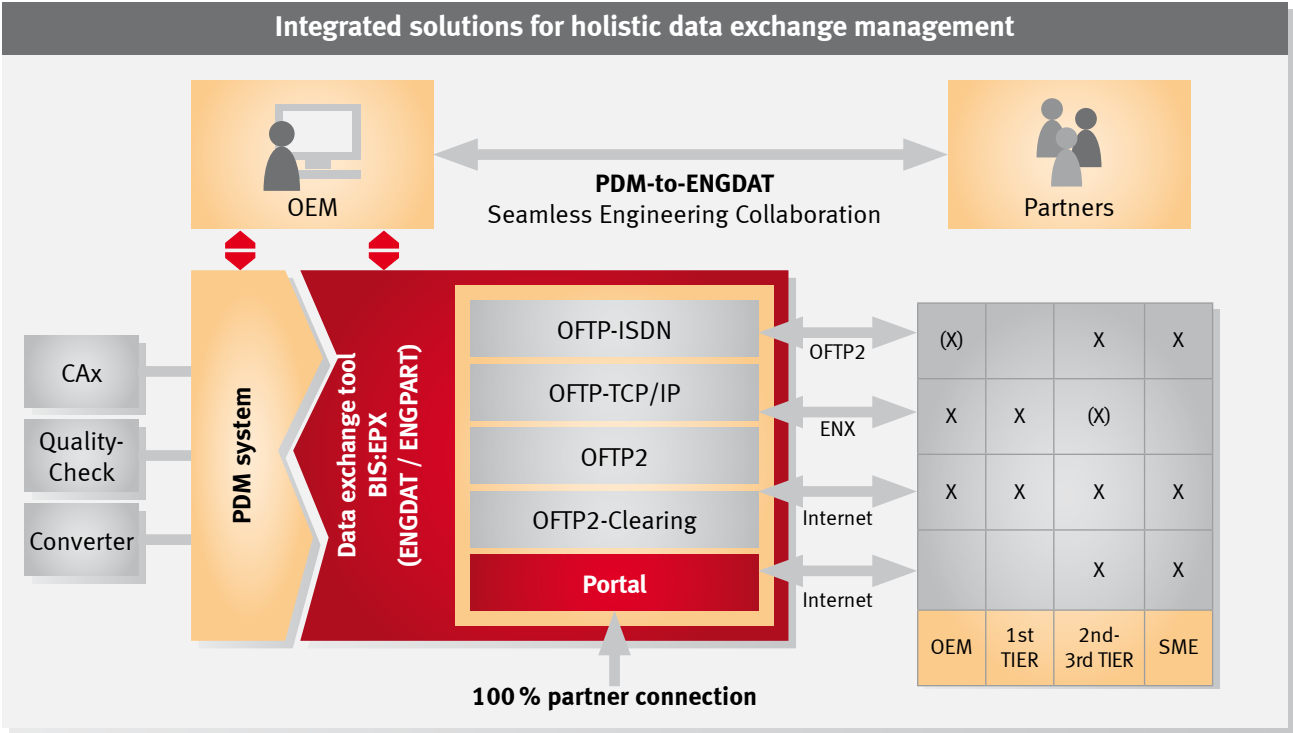 Integrated solutions for holistic data exchange management
OEM
PDM-to-ENGDAT
Seamless Engineering Collaboration
Partners
CAx
Quality-
Check
Converter
PDM system
Data exchange tool
BIS:EPX
(ENGDAT / ENGPART)
OFTP-ISDN
OFTP-TCP/IP
OFTP2
OFTP2-Clearing
Portal
100 % partner connection
OFTP2
ENX
Internet
Internet
(X) X X
X X (X)
X X X X
X X
OEM
1st
TIER
2nd-
3rd TIER
SME